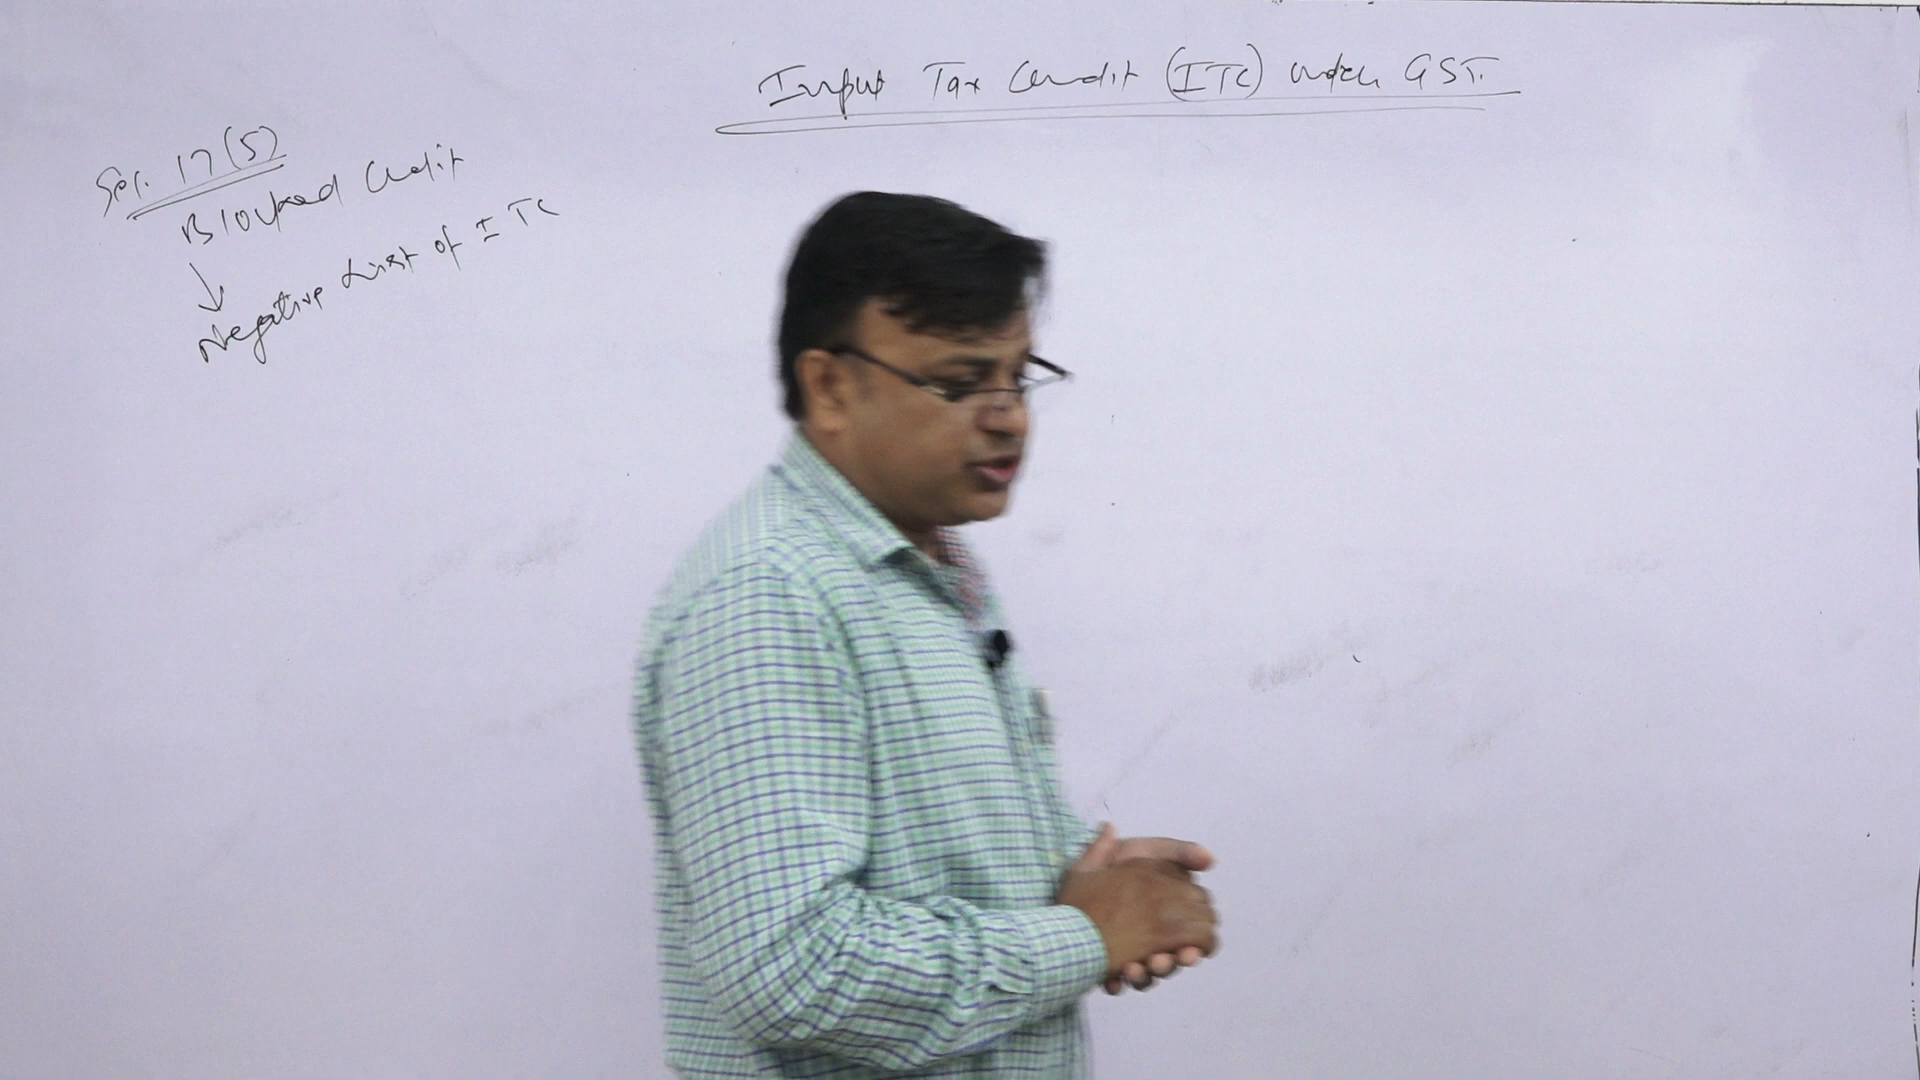 Input Tax Credit (ITC) under GST.
Sec. 17(5)
Blocked Credit
↓
Negative List of ITC